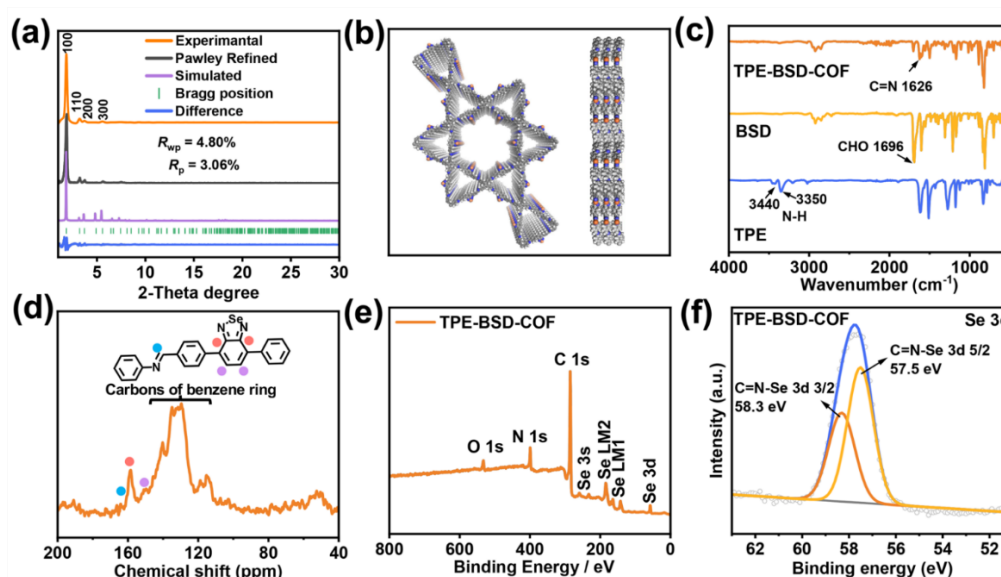 (a)
100
110
200
300
Experimantal
Pawley Refined
Simulated
Bragg position
Difference
Rwp = 4.80%
Rp = 3.06%
5 10 15 20 25 30
2-Theta degree
(b)
(c)
TPE-BSD-COF
C=N 1626
BSD
CHO 1696
3440
3350
N-H
TPE
4000 3000 2000 1000
Wavenumber (cm-1)
(d)
Se
N N
N
Carbons of benzene ring
200 160 120 80 40
Chemical shift (ppm)
(e)
TPE-BSD-COF
C 1s
O 1s
N 1s
Se 3s
Se LM2
Se LM1
Se 3d
800 600 400 200 0
Binding Energy / eV
(f)
TPE-BSD-COF
Se 3d
C=N-Se 3d 5/2
57.5 eV
C=N-Se 3d 3/2
58.3 eV
Intensity (a.u.)
62 60 58 56 54 52
Binding energy (eV)